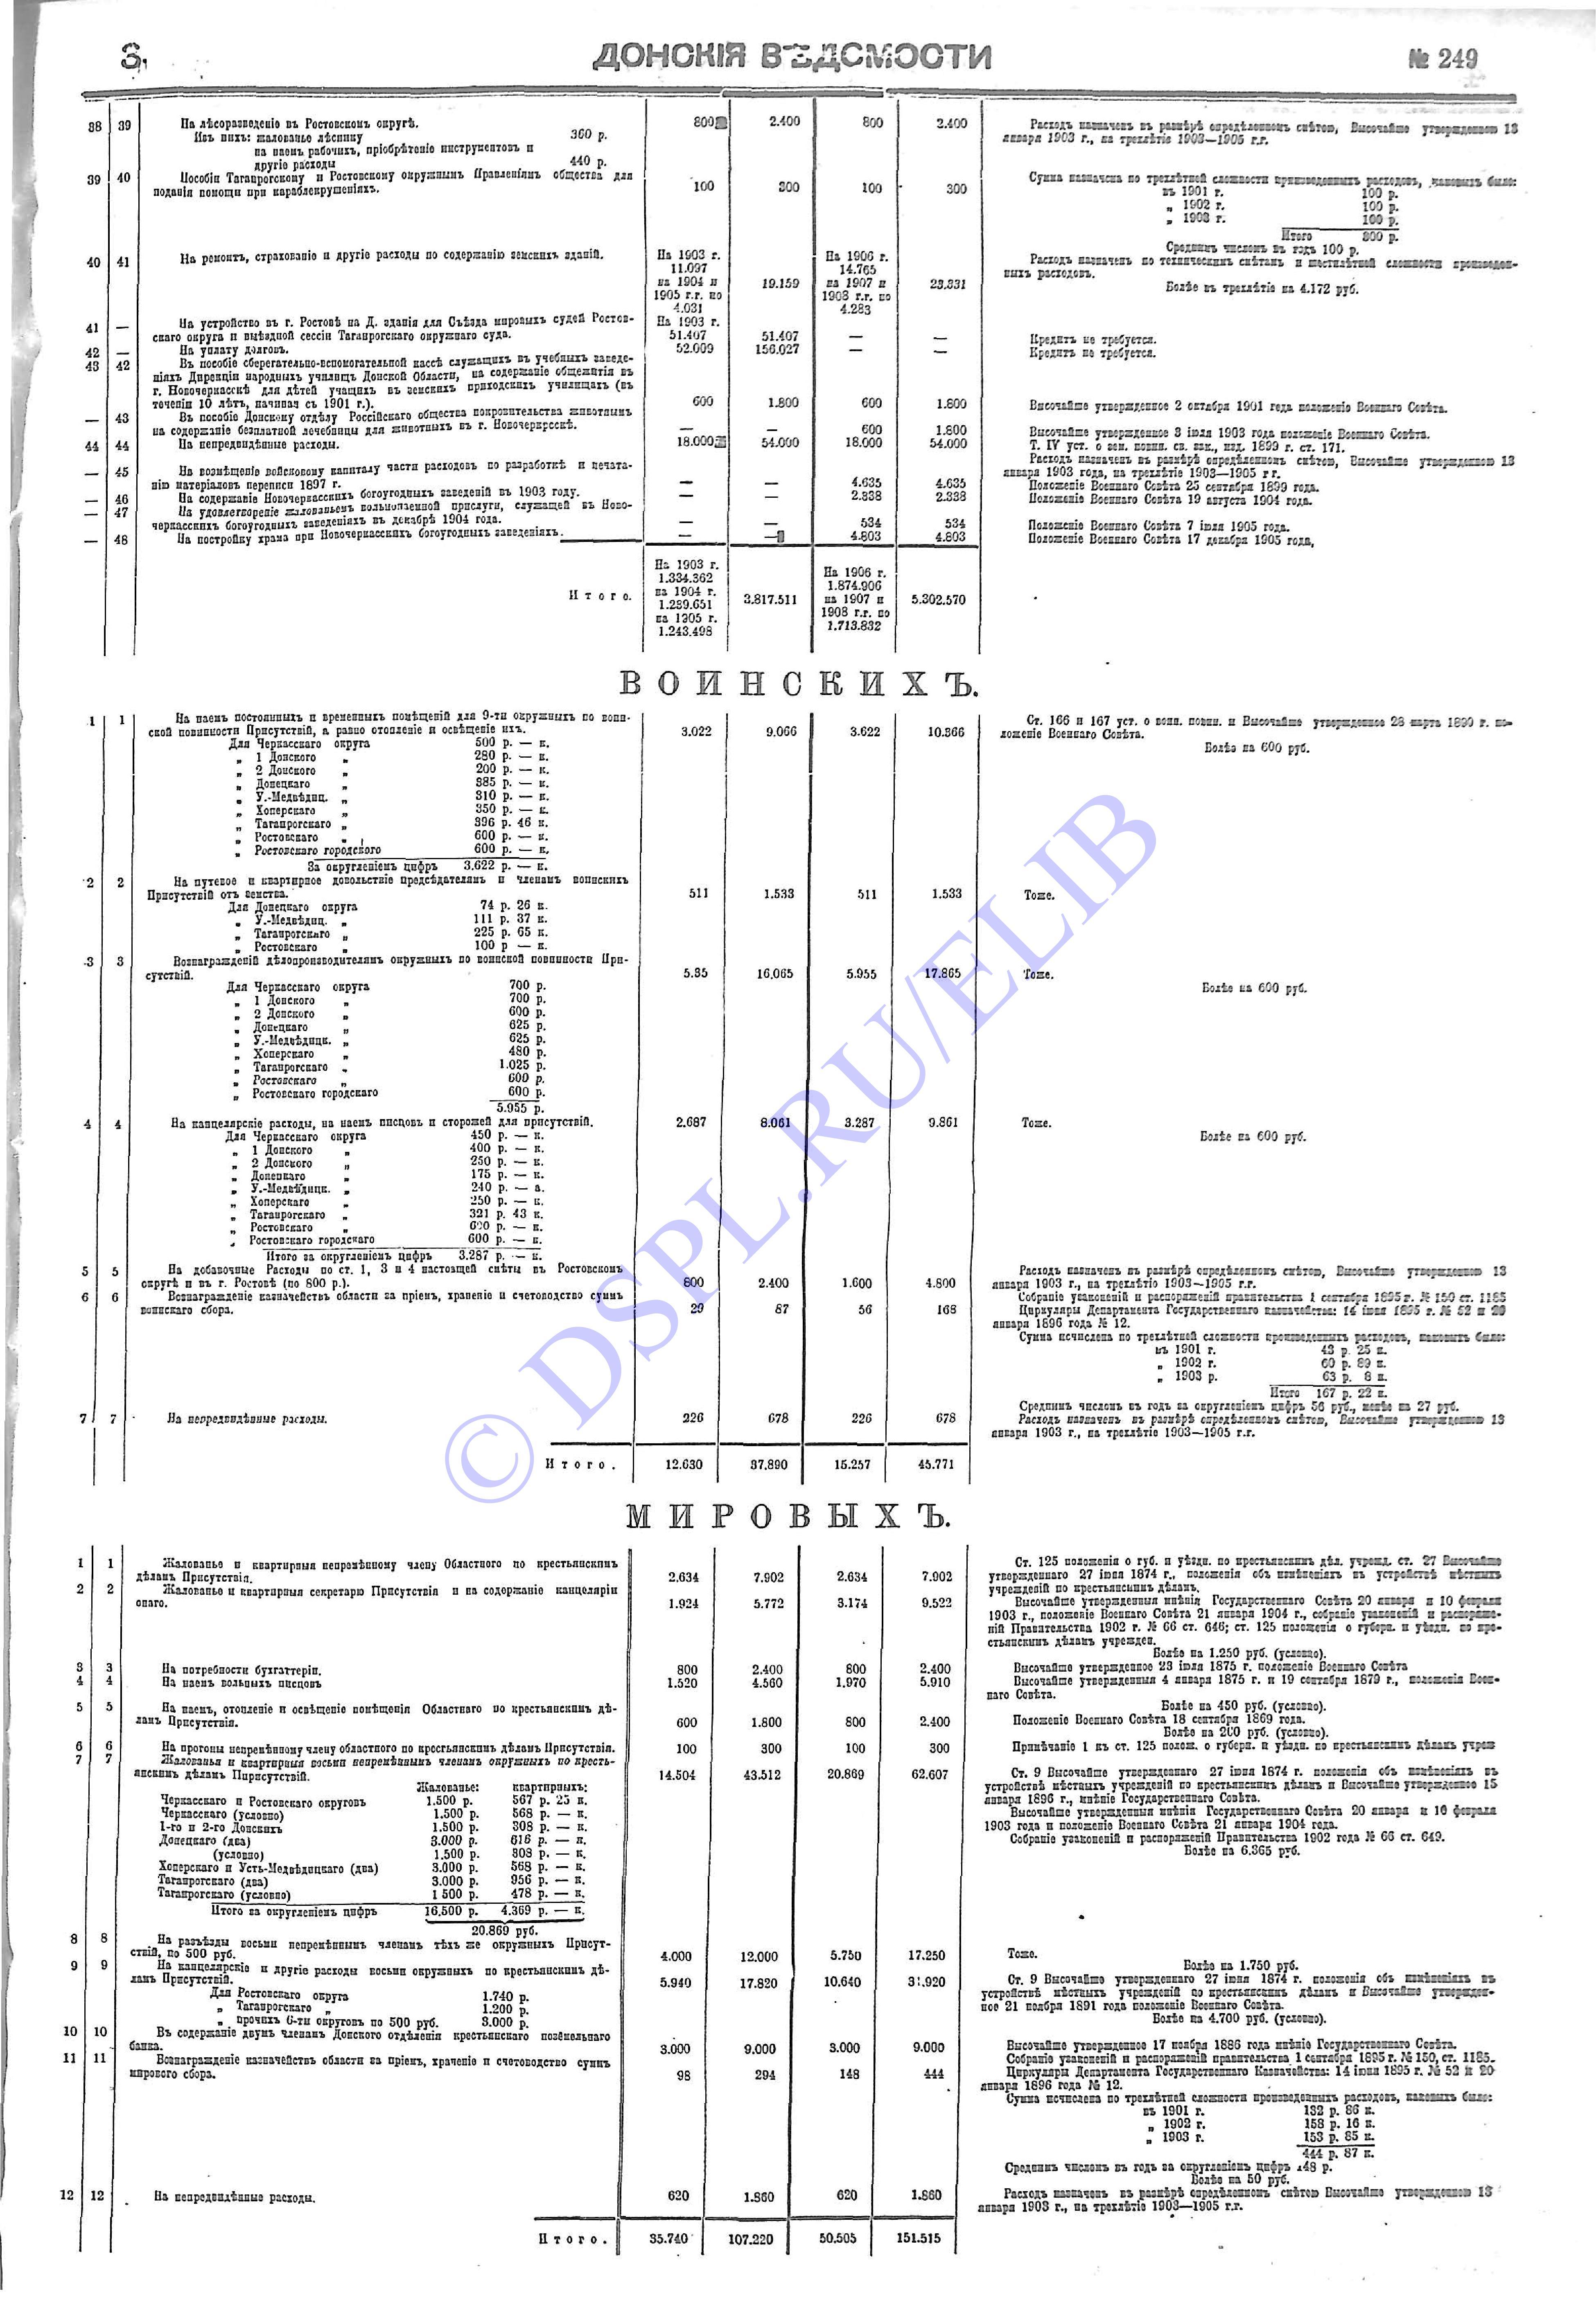 3.
ДОНСКІЯ ВѢДОМОСТИ
№ 249
38 39 На лѣсоразведеніе въ Ростовскомъ округѣ. 800 2.400 800 2.400 Расходъ назначенъ въ размѣрѣ опредѣленномъ смѣтою, Высочайше утвержденною 13
Изъ нихъ: жалованье лѣснику 360 р. января 1903 г., на трехлѣтіе 1903—1905 г.г.
на наемъ рабочихъ, пріобрѣтеніе инструментовъ и
другіе расходы 440 р.
39 40 Пособіи Таганрогскому и Ростовскому окружнымъ Правленіямъ общества для Сумма назначена по трехлѣтней сложности произведенныхъ расходовъ, каковыхъ было:
поданія помощи при кораблекрушеніяхъ. 100 300 100 300 въ 1901 г. 100 р.
„ 1902 г. 100 р.
„ 1903 г. 100 р.
Итого 300 р.
Среднимъ числомъ въ годъ 100 р.
40 41 На ремонтъ, страхованіе и другіе расходы по содержанію земскихъ зданій. На 1903 г. 11.097 на 1904 и 1905 г.г. по 4.031 19.159 На 1906 г. 14.765 на 1907 и 1908 г.г. по 4.283 23.331 Расходъ назначенъ по техническимъ смѣтамъ и шестилѣтней сложности произведен-
ныхъ расходовъ.
Болѣе въ трехлѣтіе на 4.172 руб.
41 — На устройство въ г. Ростовѣ на Д. зданія для Съѣзда мировыхъ судей Ростов- На 1903 г.
скаго округа и выѣздной сессіи Таганрогскаго окружнаго суда. 51.407 51.407 — — Кредитъ не требуется.
42 — На уплату долговъ. 52.009 156.027 — — Кредитъ не требуется.
43 42 Въ пособіе сберегательно-вспомогательной кассѣ служащихъ въ учебныхъ заведе-
ніяхъ Дирекціи народныхъ училищъ Донской Области, на содержаніе общежитія въ
г. Новочеркасскѣ для дѣтей учащихъ въ земскихъ приходскихъ училищахъ (въ
теченіи 10 лѣтъ, начиная съ 1901 г.). 600 1.800 600 1.800 Высочайше утвержденное 2 октября 1901 года положеніе Военнаго Совѣта.
— 43 Въ пособіе Донскому отдѣлу Россійскаго общества покровительства животнымъ
на содержаніе безплатной лечебницы для животныхъ въ г. Новочеркасскѣ. — — 600 1.800 Высочайше утвержденное 3 іюля 1903 года положеніе Военнаго Совѣта.
44 44 На непредвидѣнные расходы. 18.000 54.000 18.000 54.000 Т. IV уст. о зем. повин. св. зак., изд. 1899 г. ст. 171.
Расходъ назначенъ въ размѣрѣ опредѣленномъ смѣтою, Высочайше утвержденною 13
января 1903 года, на трехлѣтіе 1903—1905 г г.
— 45 На возмѣщеніе войсковому капиталу части расходовъ по разработкѣ и печата-
нію матеріаловъ переписи 1897 г. — — 4.635 4.635 Положеніе Военнаго Совѣта 25 сентября 1899 года.
— 46 На содержаніе Новочеркасскихъ богоугодныхъ заведеній въ 1903 году. — — 2.338 2.338 Положеніе Военнаго Совѣта 19 августа 1904 года.
— 47 На удовлетвореніе жалованьемъ вольнонаемной прислуги, служащей въ Ново-
черкасскихъ богоугодныхъ заведеніяхъ въ декабрѣ 1904 года. — — 534 534 Положеніе Военнаго Совѣта 7 іюля 1905 года.
— 48 На постройку храма при Новочеркасскихъ богоугодныхъ заведеніяхъ. — — 4.803 4.803 Положеніе Военнаго Совѣта 17 декабря 1905 года,
Итого. На 1903 г. 1.334.362 на 1904 г. 1.239.651 на 1905 г. 1.243.498 3.817.511 На 1906 г. 1.874.906 на 1907 и 1908 г.г. по 1.713.832 5.302.570
ВОИНСКИХЪ.
1 1 На наемъ постоянныхъ и временныхъ помѣщеній для 9-ти окружныхъ по воин- Ст. 166 и 167 уст. о воин. повин. и Высочайше утвержденное 28 марта 1890 г. по-
ской повинности Присутствій, а равно отопленіе и освѣщеніе ихъ. 3.022 9.066 3.622 10.866 ложеніе Военнаго Совѣта.
Для Черкасскаго округа 500 р. — к. Болѣе на 600 руб.
„ 1 Донского „ 280 р. — к.
„ 2 Донского „ 200 р. — к.
„ Донецкаго „ 385 р. — к.
„ У.-Медвѣдиц. „ 310 р. — к.
„ Хоперскаго „ 350 р. — к.
„ Таганрогскаго „ 396 р. 46 к.
„ Ростовскаго „ 600 р. — к.
„ Ростовскаго городского 600 р. — к.
За округленіемъ цифръ 3.622 р. — к.
2 2 На путевое и квартирное довольствіе предсѣдателямъ и членамъ воинскихъ
Присутствій отъ земства. 511 1.533 511 1.533 Тоже.
Для Донецкаго округа 74 р. 26 к.
„ У.-Медвѣдиц. „ 111 р. 37 к.
„ Таганрогскаго „ 225 р. 65 к.
„ Ростовскаго „ 100 р — к.
3 3 Вознагражденій дѣлопроизводителямъ окружныхъ по воинской повинности При-
сутствій. 5.35 16.065 5.955 17.865 Тоже.
Для Черкасскаго округа 700 р. Болѣе на 600 руб.
„ 1 Донского „ 700 р.
„ 2 Донского „ 600 р.
„ Донецкаго „ 625 р.
„ У.-Медвѣдицк. „ 625 р.
„ Хоперскаго „ 480 р.
„ Таганрогскаго „ 1.025 р.
„ Ростовскаго „ 600 р.
„ Ростовскаго городскаго 600 р.
5.955 р.
4 4 На канцелярскіе расходы, на наемъ писцовъ и сторожей для присутствій. 2.687 8.061 3.287 9.861 Тоже.
Для Черкасскаго округа 450 р. — к. Болѣе на 600 руб.
„ 1 Донского „ 400 р. — к.
„ 2 Донского „ 250 р. — к.
„ Донецкаго „ 175 р. — к.
„ У.-Медвѣдицк. „ 240 р. — к.
„ Хоперскаго „ 250 р. — к.
„ Таганрогскаго „ 321 р. 43 к.
„ Ростовскаго „ 600 р. — к.
„ Ростовскаго городскаго 600 р. — к.
Итого за округленіемъ цифръ 3.287 р. — к.
5 5 На добавочные Расходы по ст. 1, 3 и 4 настоящей смѣты въ Ростовскомъ Расходъ назначенъ въ размѣрѣ опредѣленномъ смѣтою, Высочайше утвержденною 13
округѣ и въ г. Ростовѣ (по 800 р.). 800 2.400 1.600 4.800 января 1903 г., на трехлѣтіе 1903—1905 г.г.
6 6 Вознагражденіе казначействъ области за пріемъ, храненіе и счетоводство суммъ Собраніе узаконеній и распоряженій правительства 1 сентября 1895 г. № 150 ст. 1185
воинскаго сбора. 29 87 56 168 Циркуляры Департамента Государственнаго казначейства: 14 іюня 1895 г. № 52 и 20
января 1896 года № 12.
Сумма исчислена по трехлѣтней сложности произведенныхъ расходовъ, каковыхъ было:
въ 1901 г. 43 р. 25 к.
„ 1902 г. 60 р. 89 к.
„ 1903 р. 63 р. 8 к.
Итого 167 р. 22 к.
Среднимъ числомъ въ годъ за округленіемъ цифръ 56 руб., менѣе на 27 руб.
7 7 На непредвидѣнные расходы. 226 678 226 678 Расходъ назначенъ въ размѣрѣ опредѣленномъ смѣтою, Высочайше утвержденною 13
января 1903 г., на трехлѣтіе 1903—1905 г.г.
Итого. 12.630 37.890 15.257 45.771
МИРОВЫХЪ.
1 1 Жалованье и квартирныя непремѣнному члену Областного по крестьянскимъ Ст. 125 положенія о губ. и уѣздн. по крестьянскимъ дѣл. учрежд. ст. 27 Высочайше
дѣламъ Присутствія. 2.634 7.902 2.634 7.902 утвержденнаго 27 іюня 1874 г., положенія объ измѣненіяхъ въ устройствѣ мѣстныхъ
учрежденій по крестьянскимъ дѣламъ.
2 2 Жалованье и квартирныя секретарю Присутствія и на содержаніе канцеляріи
онаго. 1.924 5.772 3.174 9.522 Высочайше утвержденныя мнѣнія Государственнаго Совѣта 20 января и 10 февраля
1903 г., положеніе Военнаго Совѣта 21 января 1904 г., собраніе узаконеній и распоряже-
ній Правительства 1902 г. № 66 ст. 646; ст. 125 положенія о губерн. и уѣздн. по кре-
стьянскимъ дѣламъ учрежден.
Болѣе на 1.250 руб. (условно).
3 3 На потребности бухгаттеріи. 800 2.400 800 2.400 Высочайше утвержденное 23 іюля 1875 г. положеніе Военнаго Совѣта
4 4 На наемъ вольныхъ писцовъ 1.520 4.560 1.970 5.910 Высочайше утвержденныя 4 января 1875 г. и 19 сентября 1879 г., положенія Воен-
наго Совѣта.
Болѣе на 450 руб. (условно).
5 5 На наемъ, отопленіе и освѣщеніе помѣщенія Областнаго по крестьянскимъ дѣ-
ламъ Присутствія. 600 1.800 800 2.400 Положеніе Военнаго Совѣта 18 сентября 1869 года.
Болѣе на 200 руб. (условно).
6 6 На прогоны непремѣнному члену областного по кресгьянскимъ дѣламъ Присутствія. 100 300 100 300 Примѣчаніе 1 къ ст. 125 полож. о губерн. и уѣздн. по крестьянскимъ дѣламъ учреж
7 7 Жалованья и квартирныя восьми непремѣннымъ членамъ окружныхъ по кресть-
янскимъ дѣламъ Пприсутствій. 14.504 43.512 20.869 62.607 Ст. 9 Высочайше утвержденнаго 27 іюня 1874 г. положенія объ измѣненіяхъ въ
устройствѣ мѣстныхъ учрежденій по крестьянскимъ дѣламъ и Высочайше утвержденное 15
Жалованье: квартирныхъ: января 1896 г., мнѣніе Государственнаго Совѣта.
Черкасскаго и Ростовскаго округовъ 1.500 р. 567 р. 25 к.
Черкасскаго (условно) 1.500 р. 568 р. — к. Высочайше утвержденныя мнѣнія Государственнаго Совѣта 20 января и 10 февраля
1-го и 2-го Донскихъ 1.500 р. 308 р. — к. 1903 года и положеніе Военнаго Совѣта 21 января 1904 года.
Донецкаго (два) 3.000 р. 616 р. — к. Собраніе узаконеній и распоряженій Правительства 1902 года № 66 ст. 649.
(условно) 1.500 р. 308 р. — к. Болѣе на 6.365 руб.
Хоперскаго и Усть-Медвѣдицкаго (два) 3.000 р. 568 р. — к.
Таганрогскаго (два) 3.000 р. 956 р. — к.
Таганрогскаго (условно) 1 500 р. 478 р. — к.
Итого за округленіемъ цифръ 16.500 р. 4.369 р. — к.
20.869 руб.
8 8 На разъѣзды восьми непремѣннымъ членамъ тѣхъ же окружныхъ Присут-
ствій, по 500 руб. 4.000 12.000 5.750 17.250 Тоже.
Болѣе на 1.750 руб.
9 9 На канцелярскіе и другіе расходы восьми окружныхъ по крестьянскимъ дѣ-
ламъ Присутствій. 5.940 17.820 10.640 31.920 Ст. 9 Высочайше утвержденнаго 27 іюня 1874 г. положенія объ измѣненіяхъ въ
Для Ростовскаго округа 1.740 р. устройствѣ мѣстныхъ учрежденій по крестьянскимъ дѣламъ и Высочайше утвержден-
„ Таганрогскаго „ 1.200 р. ное 21 ноября 1891 года положеніе Военнаго Совѣта.
„ прочихъ 6-ти округовъ по 500 руб. 3.000 р. Болѣе на 4.700 руб. (условно).
10 10 Въ содержаніе двумъ членамъ Донского отдѣленія крестьянскаго поземельнаго
банка. 3.000 9.000 3.000 9.000 Высочайше утвержденное 17 ноября 1886 года мнѣніе Государственнаго Совѣта.
11 11 Вознагражденіе казначействъ области за пріемъ, храненіе и счетоводство суммъ Собраніе узаконеній и распоряженій правительства 1 сентября 1895 г. № 150, ст. 1185.
мірового сбора. 98 294 148 444 Циркуляры Департамента Государственнаго Казначейства: 14 іюня 1895 г. № 52 и 20
января 1896 года № 12.
Сумма исчислена по трехлѣтней сложности произведенныхъ расходовъ, каковыхъ было:
въ 1901 г. 132 р. 86 к.
„ 1902 г. 158 р. 16 к.
„ 1903 г. 153 р. 85 к.
444 р. 87 к.
Среднимъ числомъ въ годъ за округленіемъ цифръ 148 р.
Болѣе на 50 руб.
12 12 На непредвидѣнные расходы. 620 1.860 620 1.860 Расходъ назначенъ въ размѣрѣ опредѣленномъ смѣтою Высочайше утвержденною 13
января 1903 г., на трехлѣтіе 1903—1905 г.г.
Итого. 35.740 107.220 50.505 151.515
© DSPL.RU/ELIB